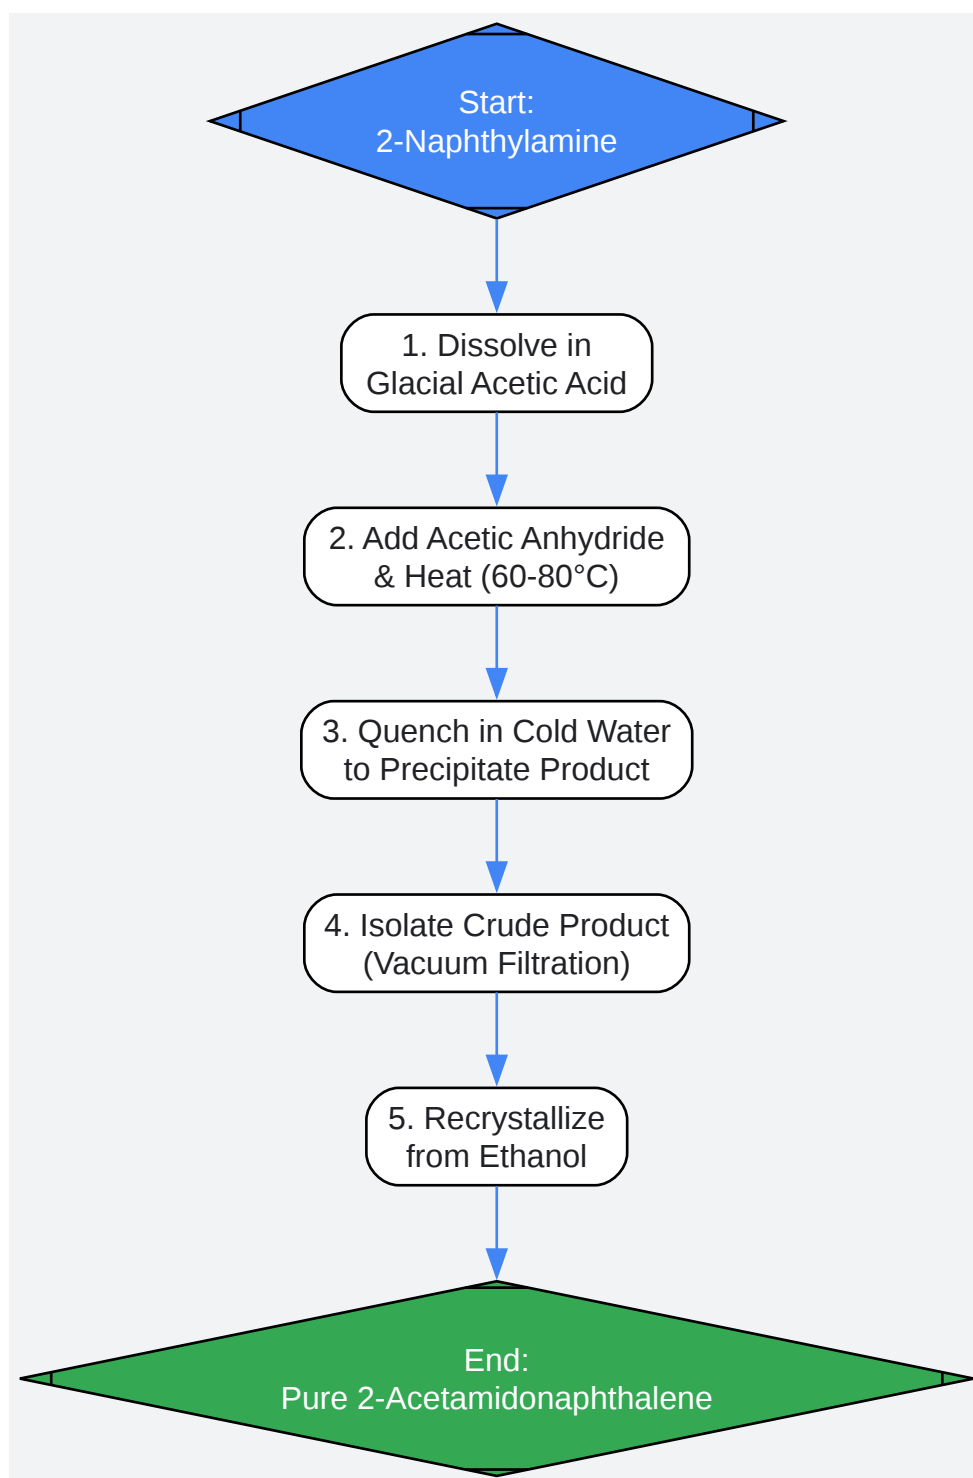 Start:
2-Naphthylamine
1. Dissolve in
Glacial Acetic Acid
2. Add Acetic Anhydride
& Heat (60-80°C)
3. Quench in Cold Water
to Precipitate Product
4. Isolate Crude Product
(Vacuum Filtration)
5. Recrystallize
from Ethanol
End:
Pure 2-Acetamidonaphthalene